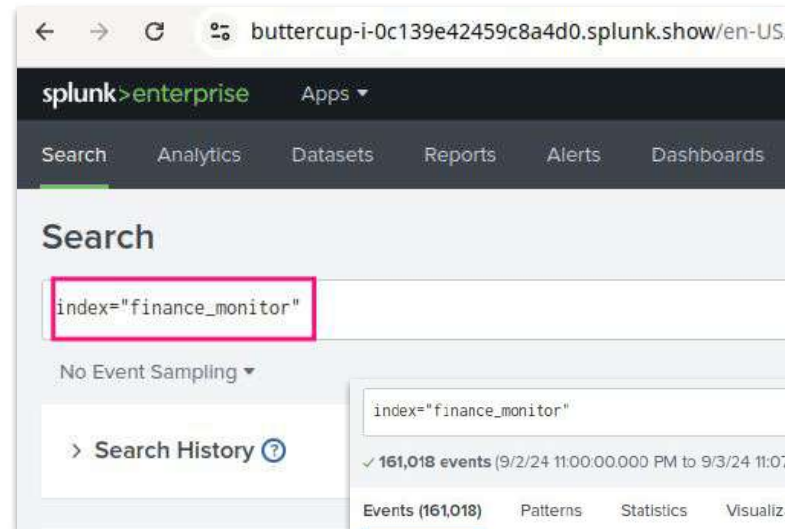 buttercup-i-0c139e42459c8a4d0.splunk.show/en-US
splunk>enterprise Apps
Search Analytics Datasets Reports Alerts Dashboards
Search
index="finance_monitor"
No Event Sampling
index="finance_monitor"
> Search History ?
✓ 161,018 events (9/2/24 11:00:00.000 PM to 9/3/24 11:07
Events (161,018) Patterns Statistics Visualiz